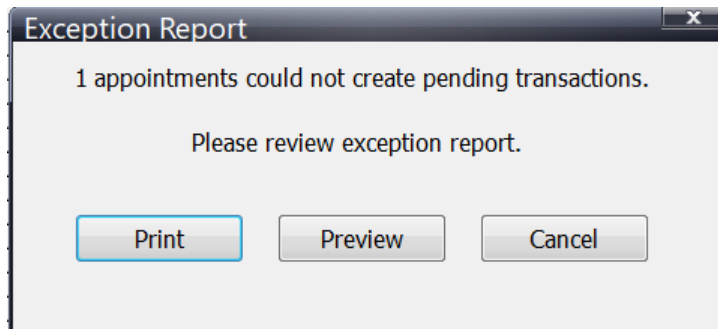 Exception Report
x
1 appointments could not create pending transactions.
Please review exception report.
Print Preview Cancel